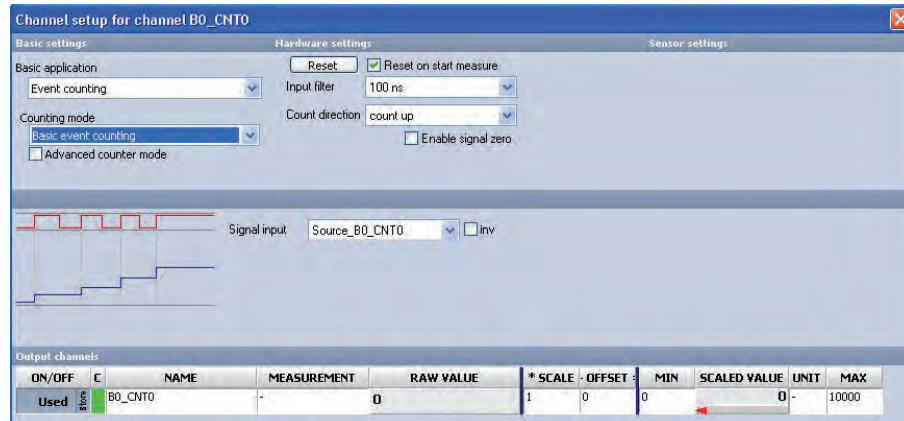 Channel setup for channel B0_CNT0
Basic settings Hardware settings Sensor settings
Basic application Reset Reset on start measure
Event counting Input filter 100 ns
Counting mode Count direction count up
Basic event counting Enable signal zero
Advanced counter mode
Signal input Source_B0_CNT0 inv
Output channels
ON/OFF C NAME MEASUREMENT RAW VALUE * SCALE - OFFSET = MIN SCALED VALUE UNIT MAX
Used store B0_CNT0 - 0 1 0 0 0 - 10000